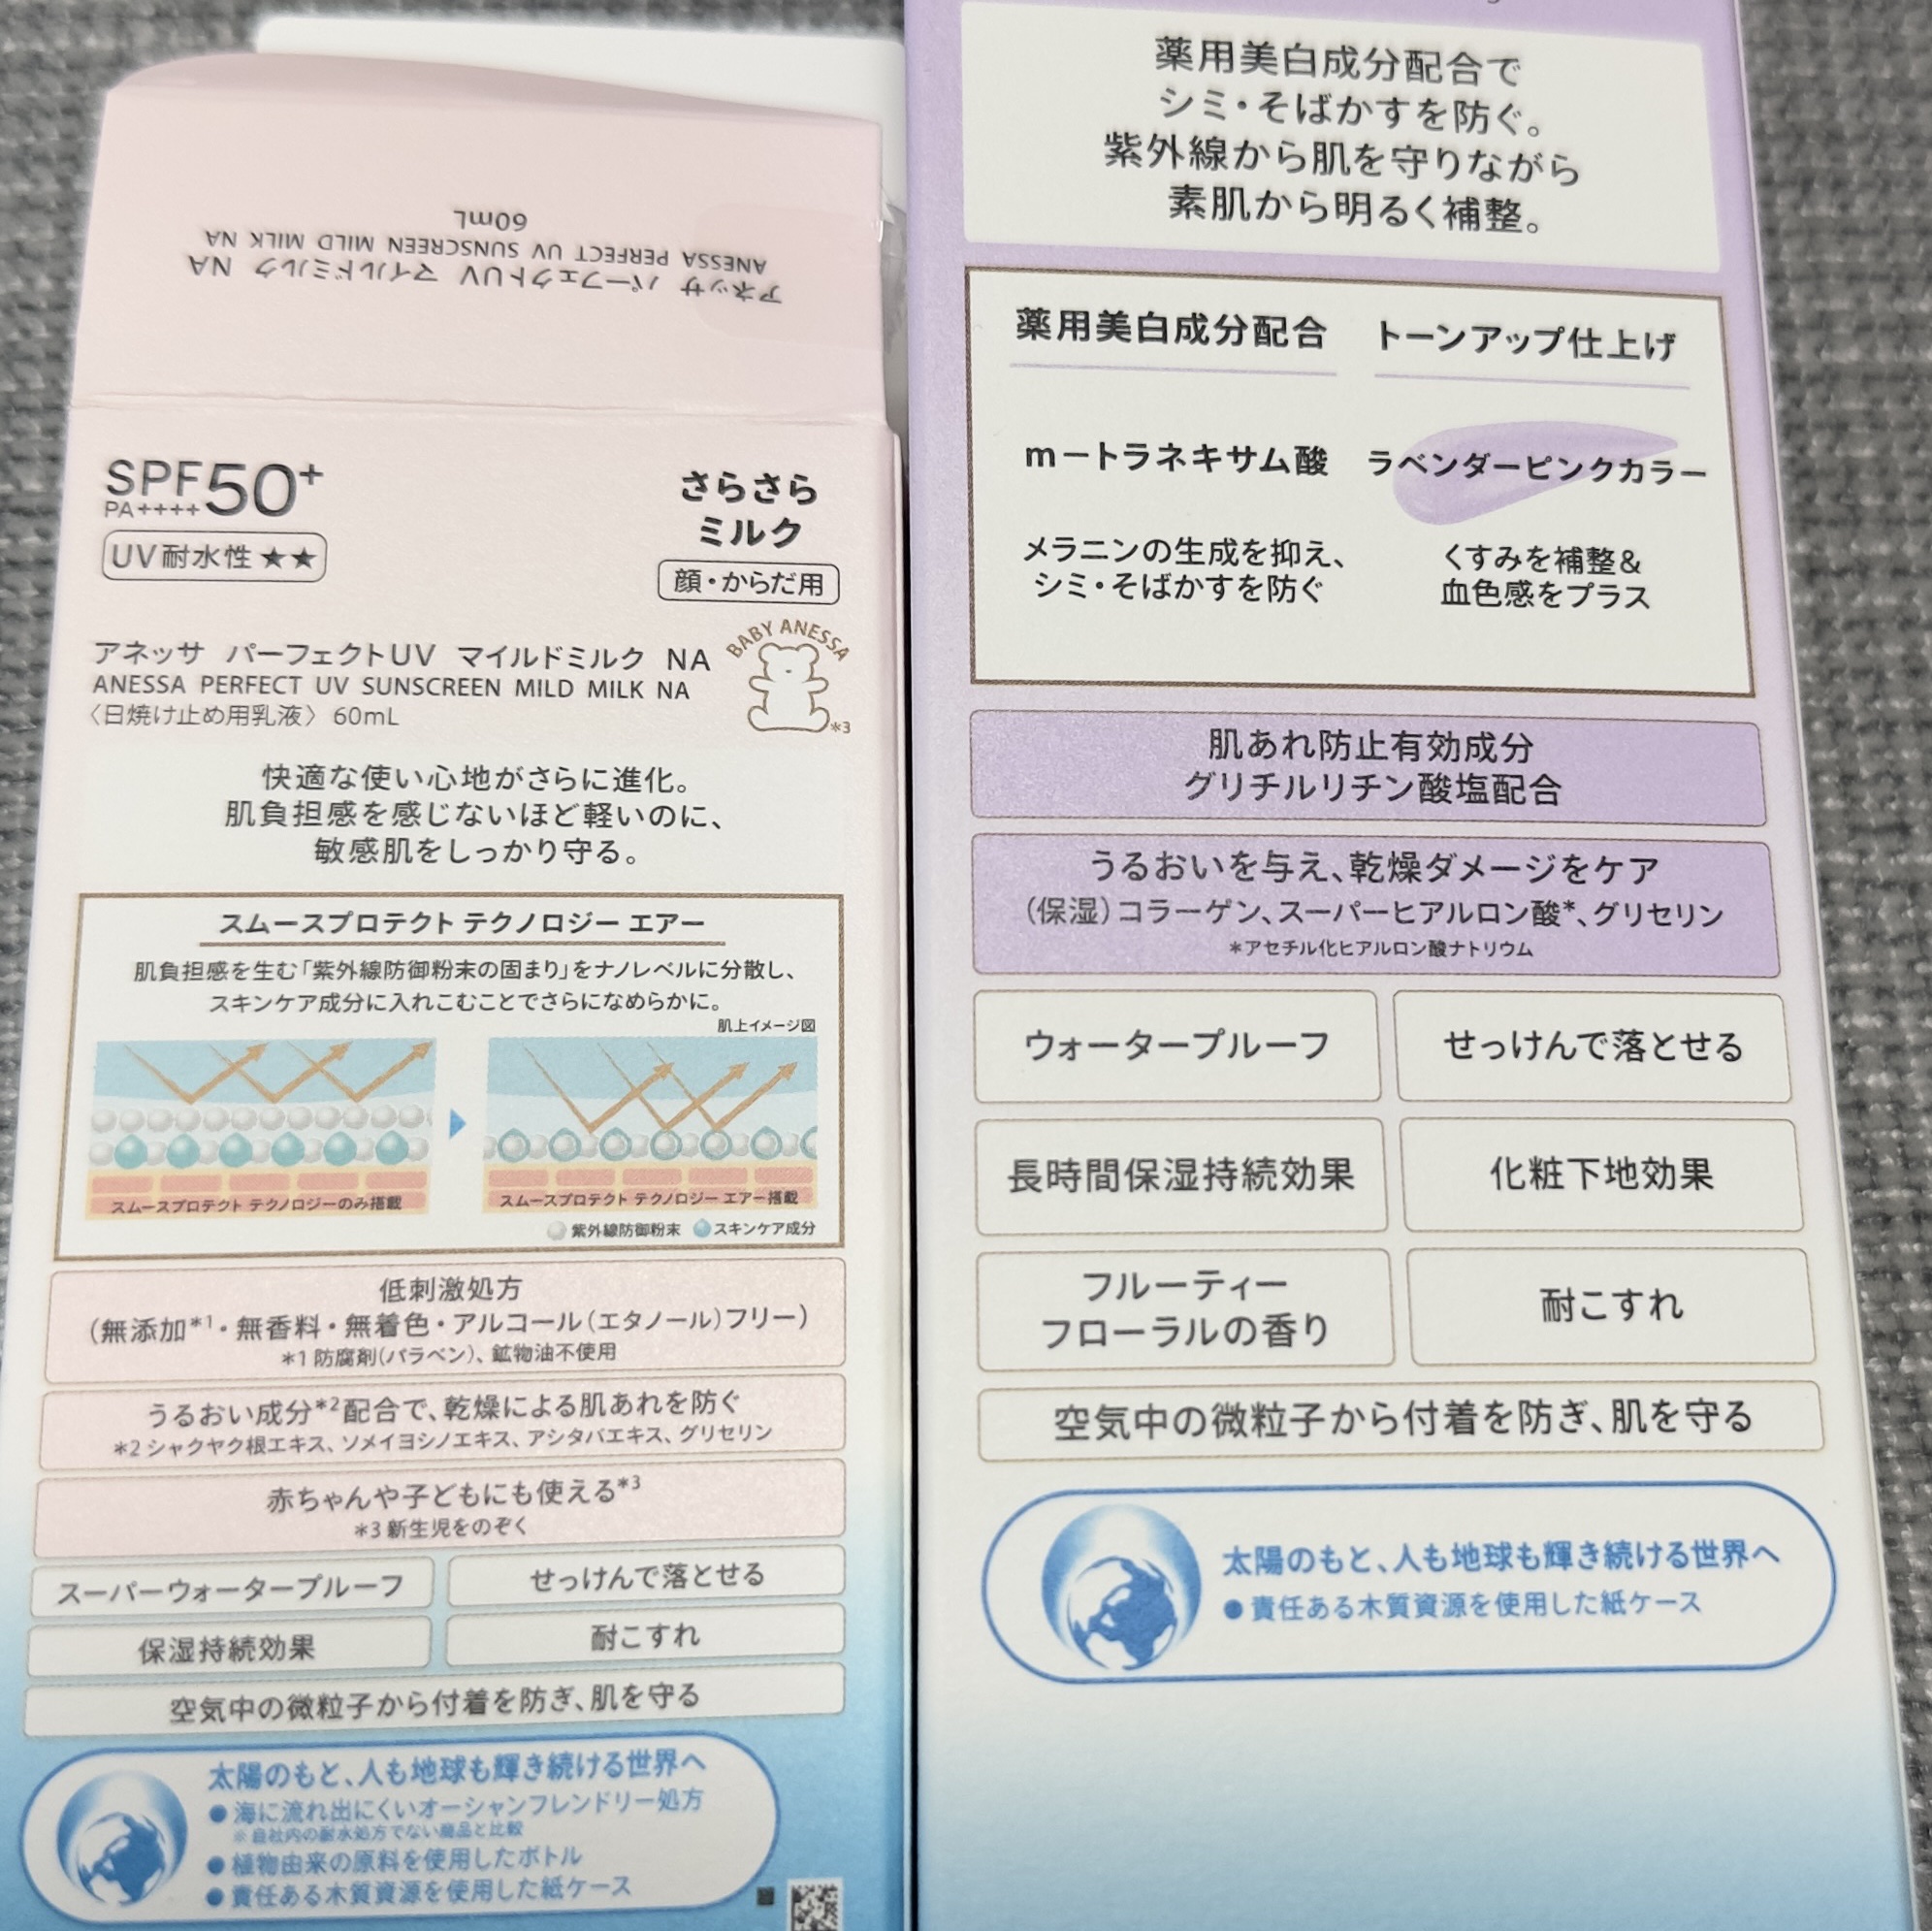 アネッサ パーフェクトUV マイルドミルク NA
ANESSA PERFECT UV SUNSCREEN MILD MILK NA
60mL
SPF50+
PA++++
UV耐水性★★
さらさら
ミルク
顔・からだ用
アネッサ パーフェクトUV マイルドミルク NA
ANESSA PERFECT UV SUNSCREEN MILD MILK NA
〈日焼け止め用乳液〉 60mL
BABY ANESSA
*3
快適な使い心地がさらに進化。
肌負担感を感じないほど軽いのに、
敏感肌をしっかり守る。
スムースプロテクト テクノロジー エアー
肌負担感を生む「紫外線防御粉末の固まり」をナノレベルに分散し、
スキンケア成分に入れこむことでさらになめらかに。
肌上イメージ図
スムースプロテクト テクノロジーのみ搭載
スムースプロテクト テクノロジー エアー搭載
紫外線防御粉末 スキンケア成分
低刺激処方
(無添加*1・無香料・無着色・アルコール(エタノール)フリー)
*1 防腐剤(パラベン)、鉱物油不使用
うるおい成分*2配合で、乾燥による肌あれを防ぐ
*2 シャクヤク根エキス、ソメイヨシノエキス、アシタバエキス、グリセリン
赤ちゃんや子どもにも使える*3
*3 新生児をのぞく
スーパーウォータープルーフ
せっけんで落とせる
保湿持続効果
耐こすれ
空気中の微粒子から付着を防ぎ、肌を守る
太陽のもと、人も地球も輝き続ける世界へ
●海に流れ出にくいオーシャンフレンドリー処方
※自社内の耐水処方でない商品と比較
●植物由来の原料を使用したボトル
●責任ある木質資源を使用した紙ケース
薬用美白成分配合で
シミ・そばかすを防ぐ。
紫外線から肌を守りながら
素肌から明るく補整。
薬用美白成分配合
m－トラネキサム酸
メラニンの生成を抑え、
シミ・そばかすを防ぐ
トーンアップ仕上げ
ラベンダーピンクカラー
くすみを補整&
血色感をプラス
肌あれ防止有効成分
グリチルリチン酸塩配合
うるおいを与え、乾燥ダメージをケア
(保湿)コラーゲン、スーパーヒアルロン酸*、グリセリン
*アセチル化ヒアルロン酸ナトリウム
ウォータープルーフ
せっけんで落とせる
長時間保湿持続効果
化粧下地効果
フルーティー
フローラルの香り
耐こすれ
空気中の微粒子から付着を防ぎ、肌を守る
太陽のもと、人も地球も輝き続ける世界へ
●責任ある木質資源を使用した紙ケース